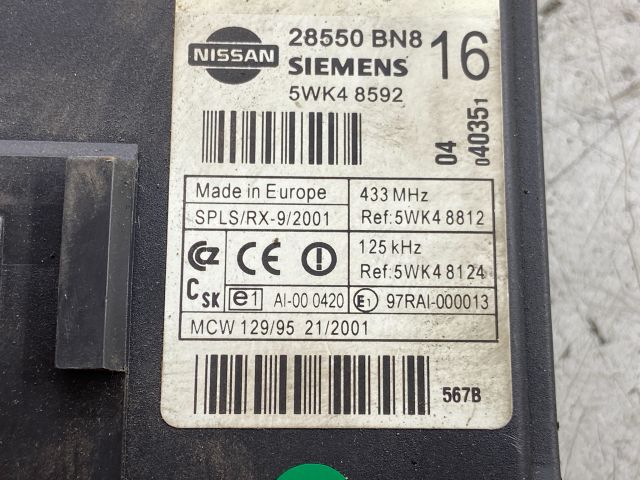 NISSAN
28550 BN8
SIEMENS
5WK4 8592
16
04
040351
Made in Europe
SPLS/RX-9/2001
433 MHz
Ref:5WK4 8812
125 kHz
Ref:5WK4 8124
CE
CSK
e1 AI-00 0420
E1 97RAI-000013
MCW 129/95 21/2001
567B